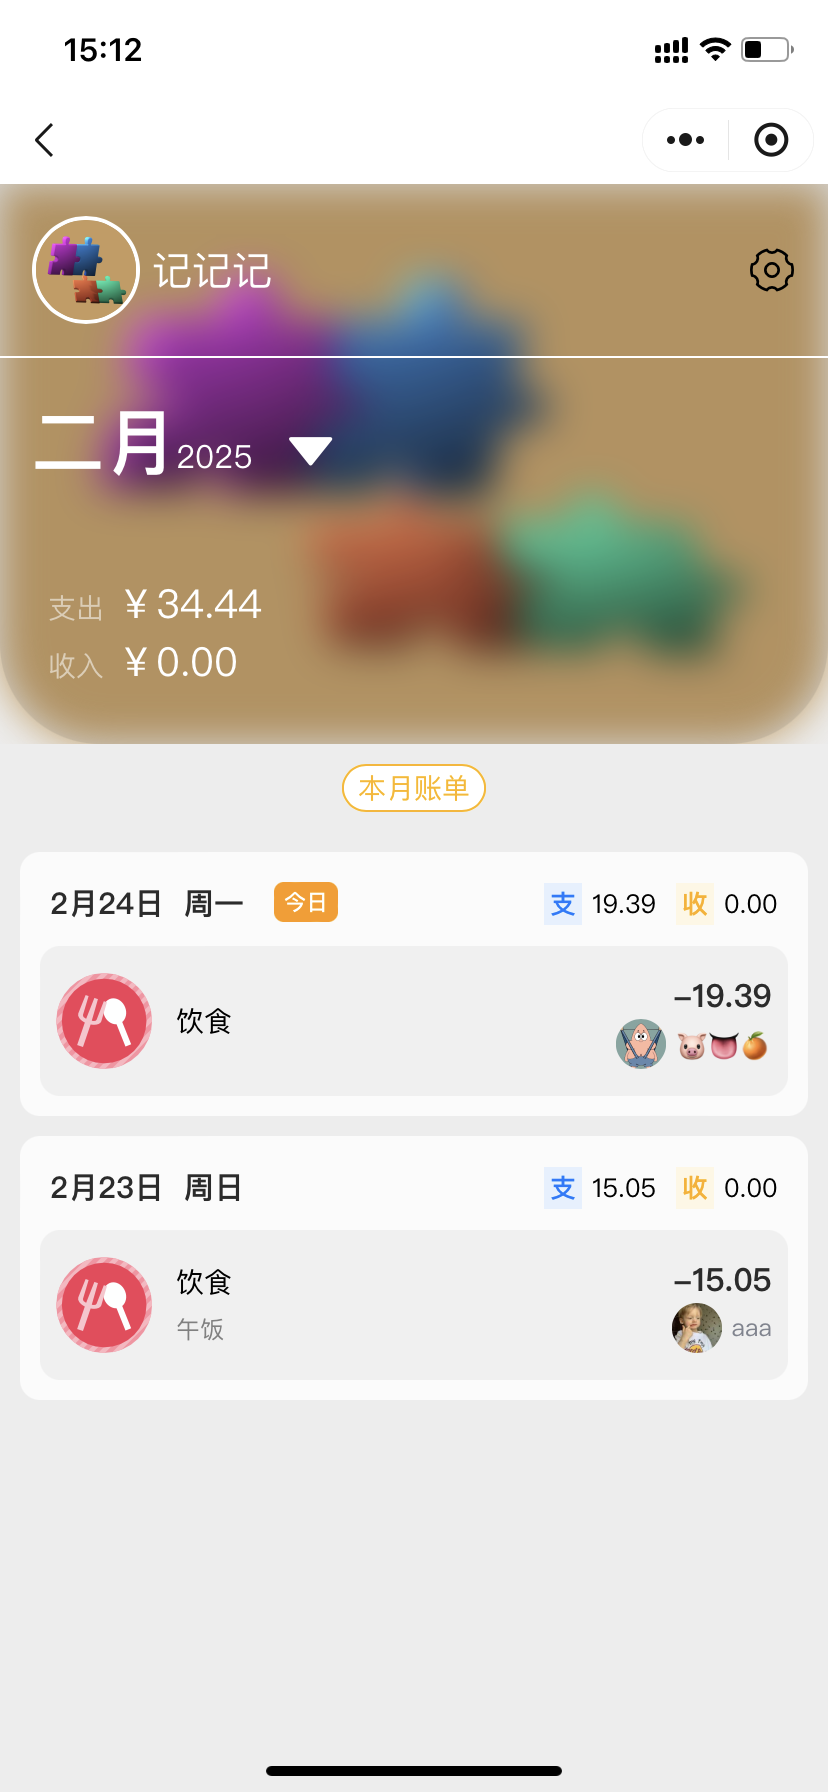 15:12
记记记
二月 2025
支出 ¥ 34.44
收入 ¥ 0.00
本月账单
2月24日 周一 今日 支 19.39 收 0.00
饮食 -19.39
🐷👅🍊
2月23日 周日 支 15.05 收 0.00
饮食 -15.05
午饭 aaa